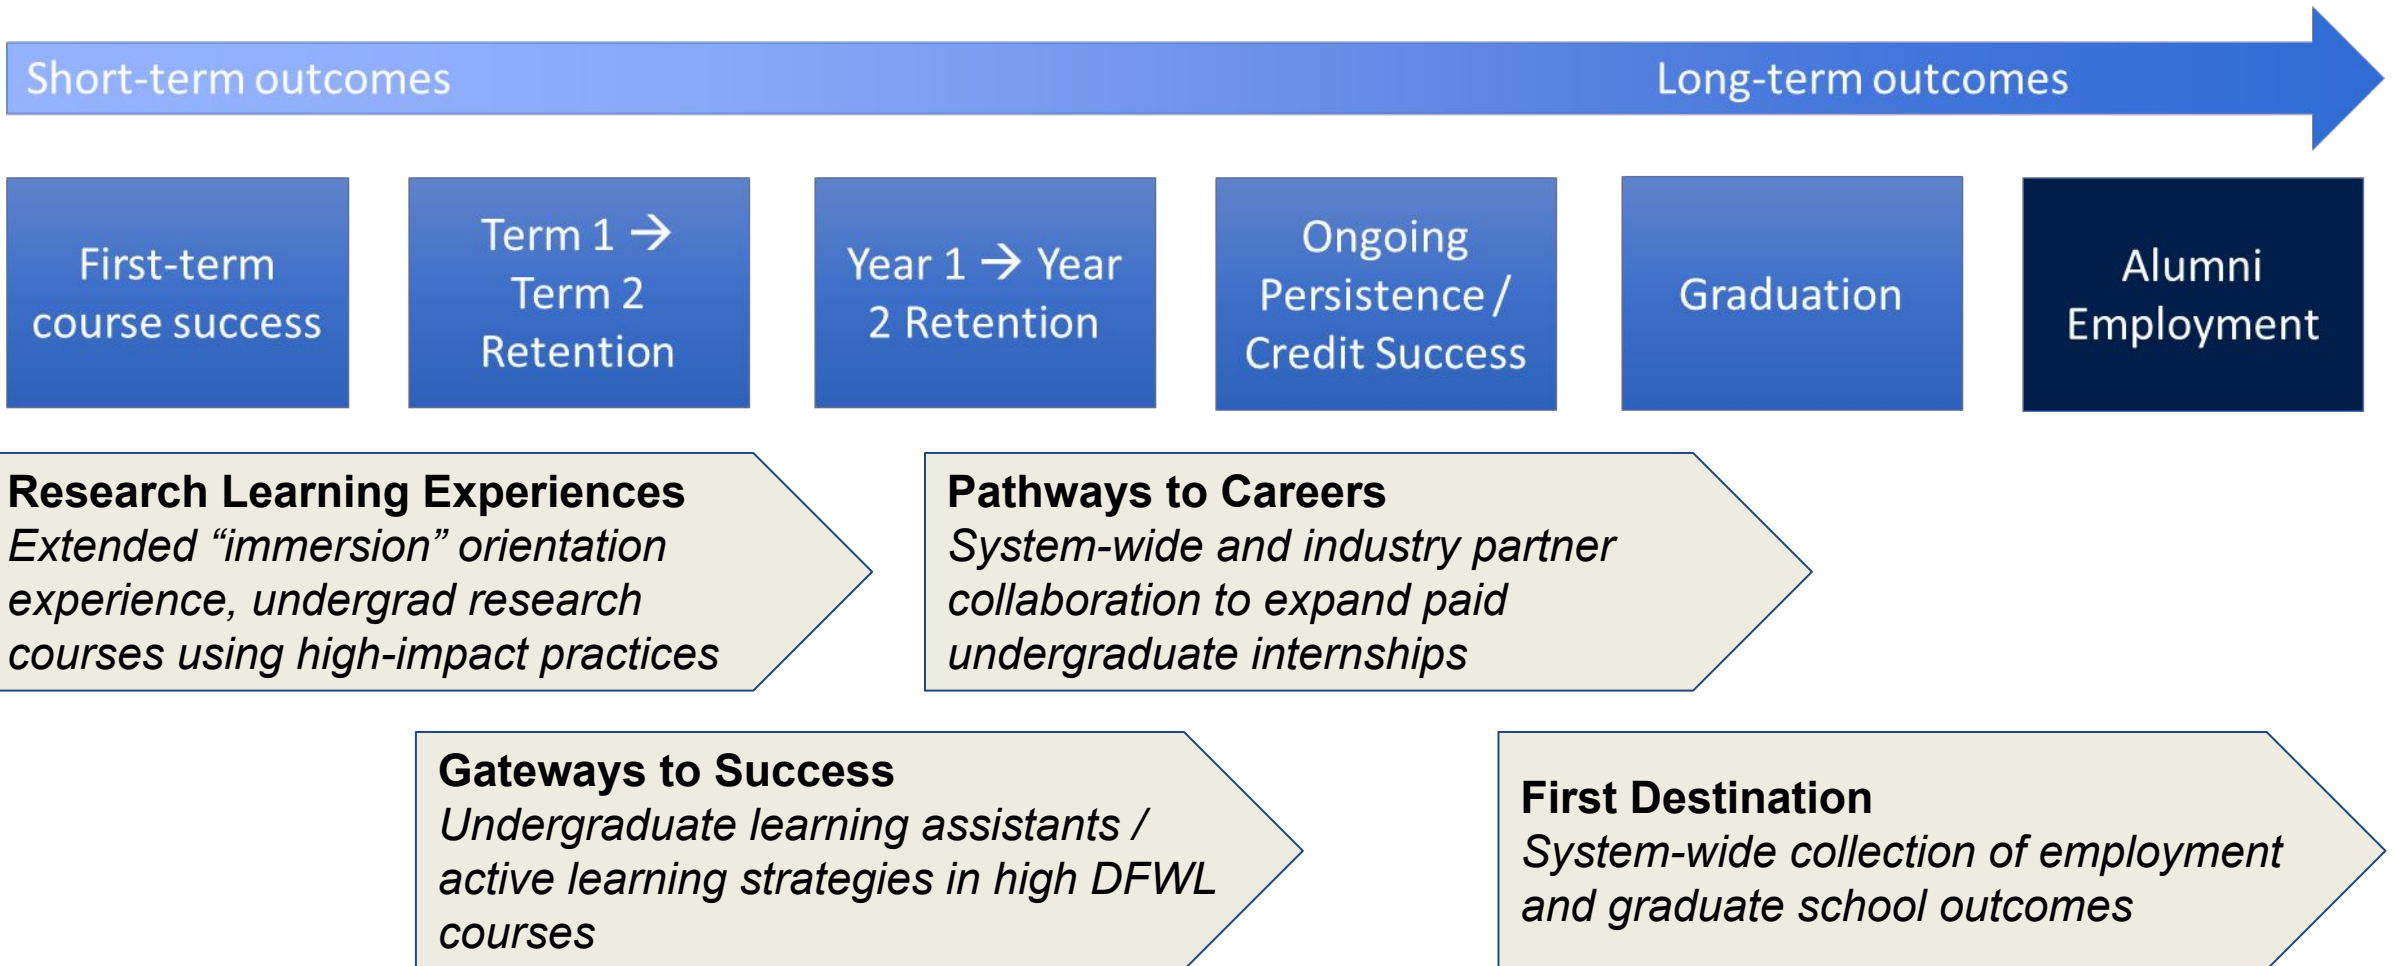 Short-term outcomes
Long-term outcomes
First-term
course success
Term 1 →
Term 2
Retention
Year 1 → Year
2 Retention
Ongoing
Persistence /
Credit Success
Graduation
Alumni
Employment
Research Learning Experiences
Extended “immersion” orientation
experience, undergrad research
courses using high-impact practices
Pathways to Careers
System-wide and industry partner
collaboration to expand paid
undergraduate internships
Gateways to Success
Undergraduate learning assistants /
active learning strategies in high DFWL
courses
First Destination
System-wide collection of employment
and graduate school outcomes